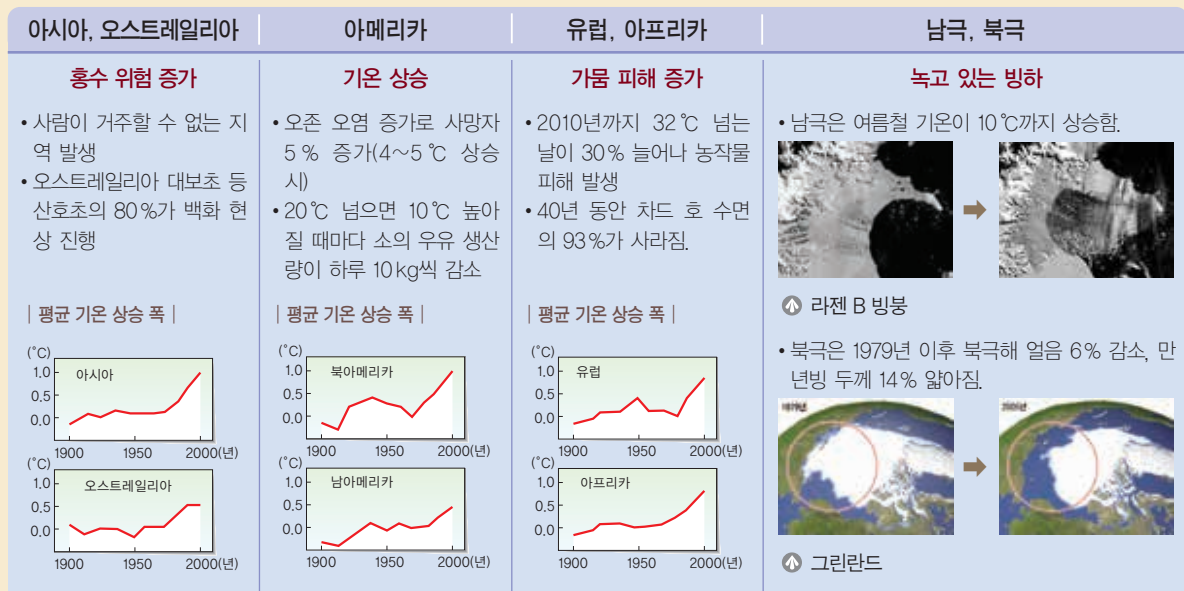 아시아, 오스트레일리아
홍수 위험 증가
• 사람이 거주할 수 없는 지
역 발생
• 오스트레일리아 대보초 등
산호초의 80%가 백화 현
상 진행
| 평균 기온 상승 폭 |
(℃)
아시아
1.0
0.5
0.0
1900 1950 2000(년)
(℃)
오스트레일리아
1.0
0.5
0.0
1900 1950 2000(년)
아메리카
기온 상승
• 오존 오염 증가로 사망자
5% 증가(4~5 ℃ 상승
시)
• 20℃ 넘으면 10℃ 높아
질 때마다 소의 우유 생산
량이 하루 10kg씩 감소
| 평균 기온 상승 폭 |
(℃)
북아메리카
1.0
0.5
0.0
1900 1950 2000(년)
(℃)
남아메리카
1.0
0.5
0.0
1900 1950 2000(년)
유럽, 아프리카
가뭄 피해 증가
• 2010년까지 32℃ 넘는
날이 30% 늘어나 농작물
피해 발생
• 40년 동안 차드 호 수면
의 93%가 사라짐.
| 평균 기온 상승 폭 |
(℃)
유럽
1.0
0.5
0.0
1900 1950 2000(년)
(℃)
아프리카
1.0
0.5
0.0
1900 1950 2000(년)
남극, 북극
녹고 있는 빙하
• 남극은 여름철 기온이 10℃까지 상승함.
라젠 B 빙붕
• 북극은 1979년 이후 북극해 얼음 6% 감소, 만
년빙 두께 14% 얇아짐.
1979년
그린란드